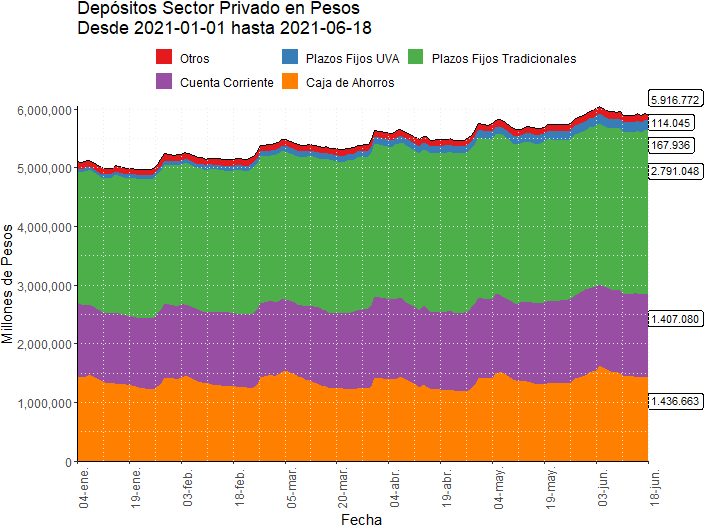 Depósitos Sector Privado en Pesos
Desde 2021-01-01 hasta 2021-06-18
Otros Plazos Fijos UVA Plazos Fijos Tradicionales
Cuenta Corriente Caja de Ahorros
Millones de Pesos
6,000,000
5,000,000
4,000,000
3,000,000
2,000,000
1,000,000
0
5.916.772
114.045
167.936
2.791.048
1.407.080
1.436.663
04-ene. 19-ene. 03-feb. 18-feb. 05-mar. 20-mar. 04-abr. 19-abr. 04-may. 19-may. 03-jun. 18-jun.
Fecha